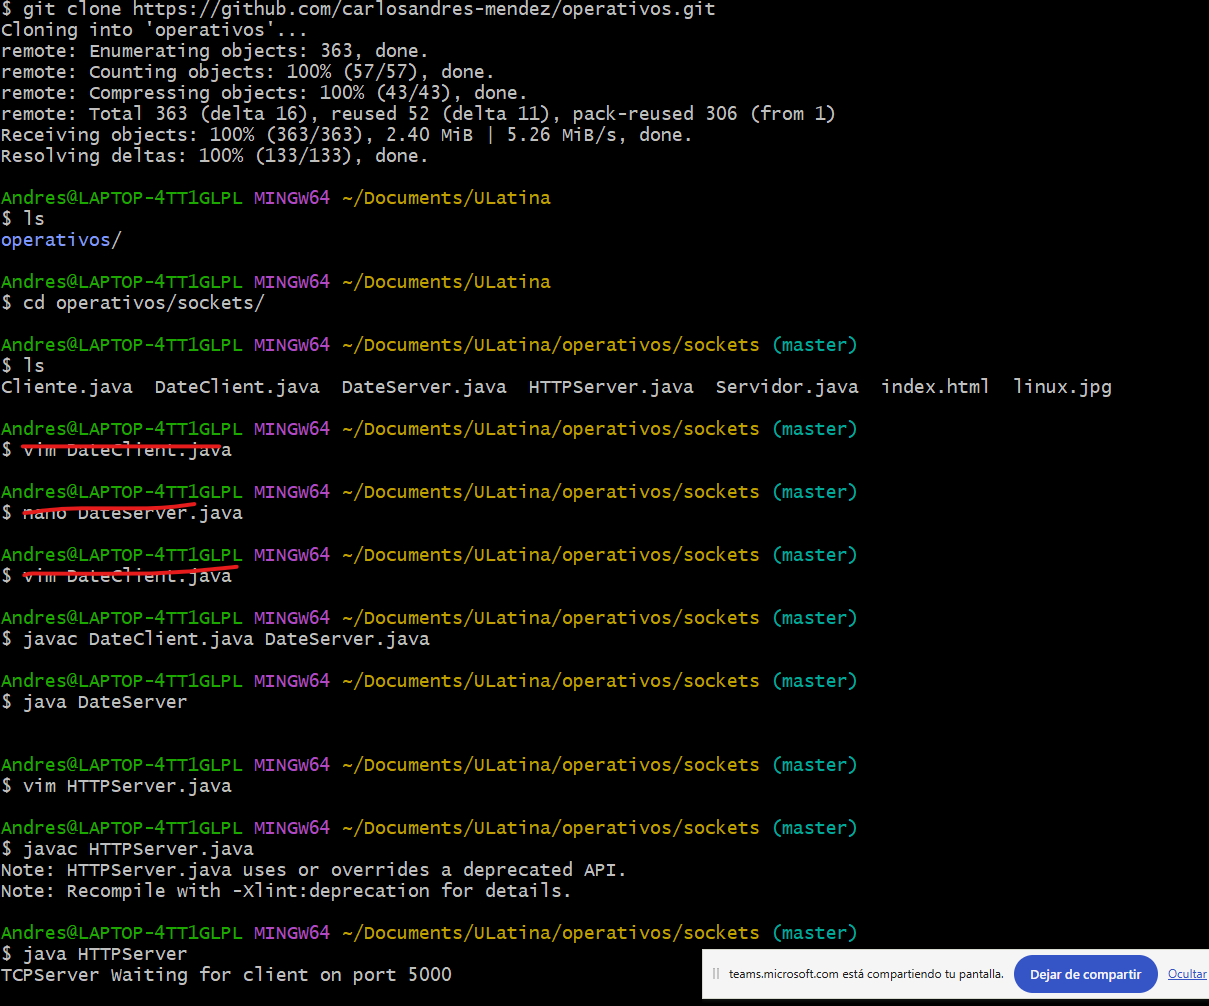 $ git clone https://github.com/carlosandres-mendez/operativos.git
Cloning into 'operativos'...
remote: Enumerating objects: 363, done.
remote: Counting objects: 100% (57/57), done.
remote: Compressing objects: 100% (43/43), done.
remote: Total 363 (delta 16), reused 52 (delta 11), pack-reused 306 (from 1)
Receiving objects: 100% (363/363), 2.40 MiB | 5.26 MiB/s, done.
Resolving deltas: 100% (133/133), done.

Andres@LAPTOP-4TT1GLPL MINGW64 ~/Documents/ULatina
$ ls
operativos/

Andres@LAPTOP-4TT1GLPL MINGW64 ~/Documents/ULatina
$ cd operativos/sockets/

Andres@LAPTOP-4TT1GLPL MINGW64 ~/Documents/ULatina/operativos/sockets (master)
$ ls
Cliente.java  DateClient.java  DateServer.java  HTTPServer.java  Servidor.java  index.html  linux.jpg

Andres@LAPTOP-4TT1GLPL MINGW64 ~/Documents/ULatina/operativos/sockets (master)
$ vim DateClient.java

Andres@LAPTOP-4TT1GLPL MINGW64 ~/Documents/ULatina/operativos/sockets (master)
$ nano DateServer.java

Andres@LAPTOP-4TT1GLPL MINGW64 ~/Documents/ULatina/operativos/sockets (master)
$ vim DateClient.java

Andres@LAPTOP-4TT1GLPL MINGW64 ~/Documents/ULatina/operativos/sockets (master)
$ javac DateClient.java DateServer.java

Andres@LAPTOP-4TT1GLPL MINGW64 ~/Documents/ULatina/operativos/sockets (master)
$ java DateServer

Andres@LAPTOP-4TT1GLPL MINGW64 ~/Documents/ULatina/operativos/sockets (master)
$ vim HTTPServer.java

Andres@LAPTOP-4TT1GLPL MINGW64 ~/Documents/ULatina/operativos/sockets (master)
$ javac HTTPServer.java
Note: HTTPServer.java uses or overrides a deprecated API.
Note: Recompile with -Xlint:deprecation for details.

Andres@LAPTOP-4TT1GLPL MINGW64 ~/Documents/ULatina/operativos/sockets (master)
$ java HTTPServer
TCPServer Waiting for client on port 5000
teams.microsoft.com está compartiendo tu pantalla. Dejar de compartir Ocultar